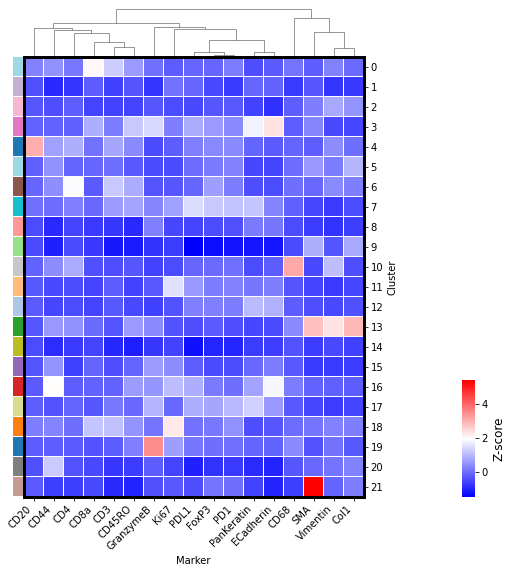 0
1
2
3
4
5
6
7
8
9
10
11
12
13
14
15
16
17
18
19
20
21
Cluster
CD20
CD44
CD4
CD8a
CD3
CD45RO
GranzymeB
Ki67
PDL1
FoxP3
PD1
PanKeratin
ECadherin
CD68
SMA
Vimentin
Col1
Marker
4
2
0
Z-score